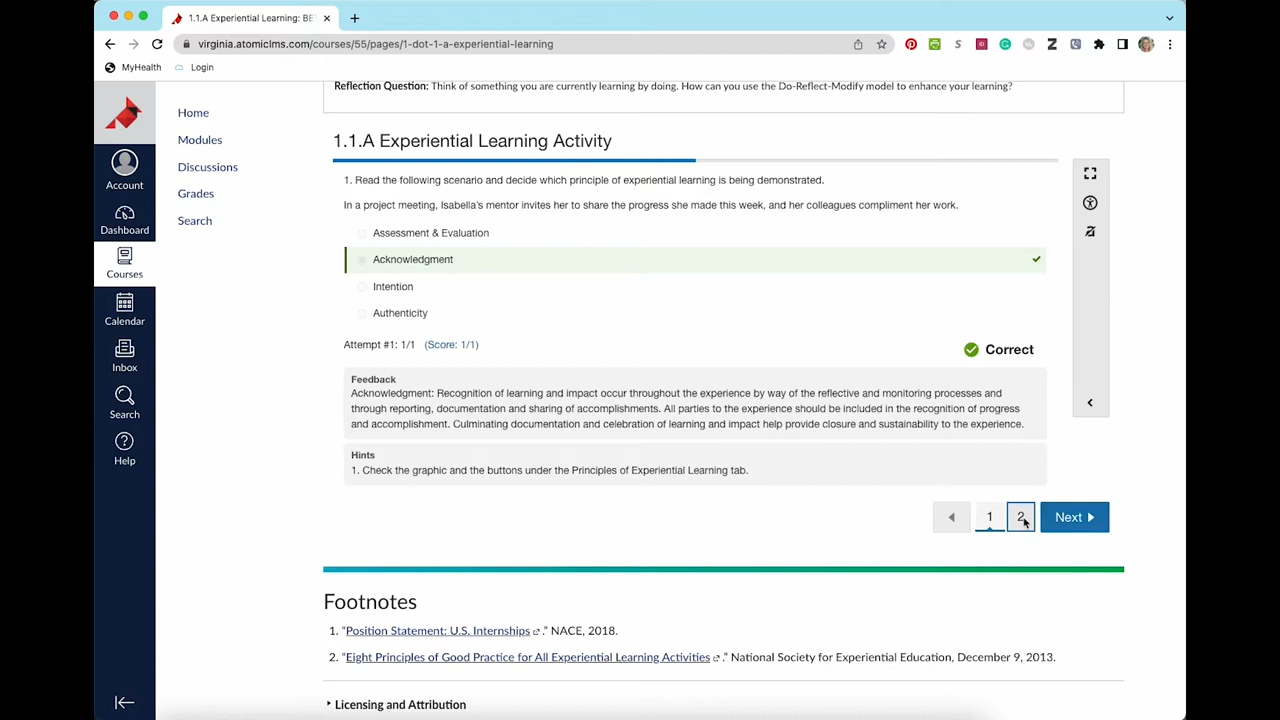 1.1.A Experiential Learning: BE
virginia.atomiclms.com/courses/55/pages/1-dot-1-a-experiential-learning
MyHealth
Login
Reflection Question: Think of something you are currently learning by doing. How can you use the Do-Reflect-Modify model to enhance your learning?
Home
Modules
Discussions
Grades
Search
Account
Dashboard
Courses
Calendar
Inbox
Search
Help
1.1.A Experiential Learning Activity
1. Read the following scenario and decide which principle of experiential learning is being demonstrated.
In a project meeting, Isabella's mentor invites her to share the progress she made this week, and her colleagues compliment her work.
Assessment & Evaluation
Acknowledgment
Intention
Authenticity
Attempt #1: 1/1 (Score: 1/1)
Correct
Feedback
Acknowledgment: Recognition of learning and impact occur throughout the experience by way of the reflective and monitoring processes and
through reporting, documentation and sharing of accomplishments. All parties to the experience should be included in the recognition of progress
and accomplishment. Culminating documentation and celebration of learning and impact help provide closure and sustainability to the experience.
Hints
1. Check the graphic and the buttons under the Principles of Experiential Learning tab.
1 2 Next
Footnotes
1. “Position Statement: U.S. Internships.” NACE, 2018.
2. “Eight Principles of Good Practice for All Experiential Learning Activities.” National Society for Experiential Education, December 9, 2013.
Licensing and Attribution